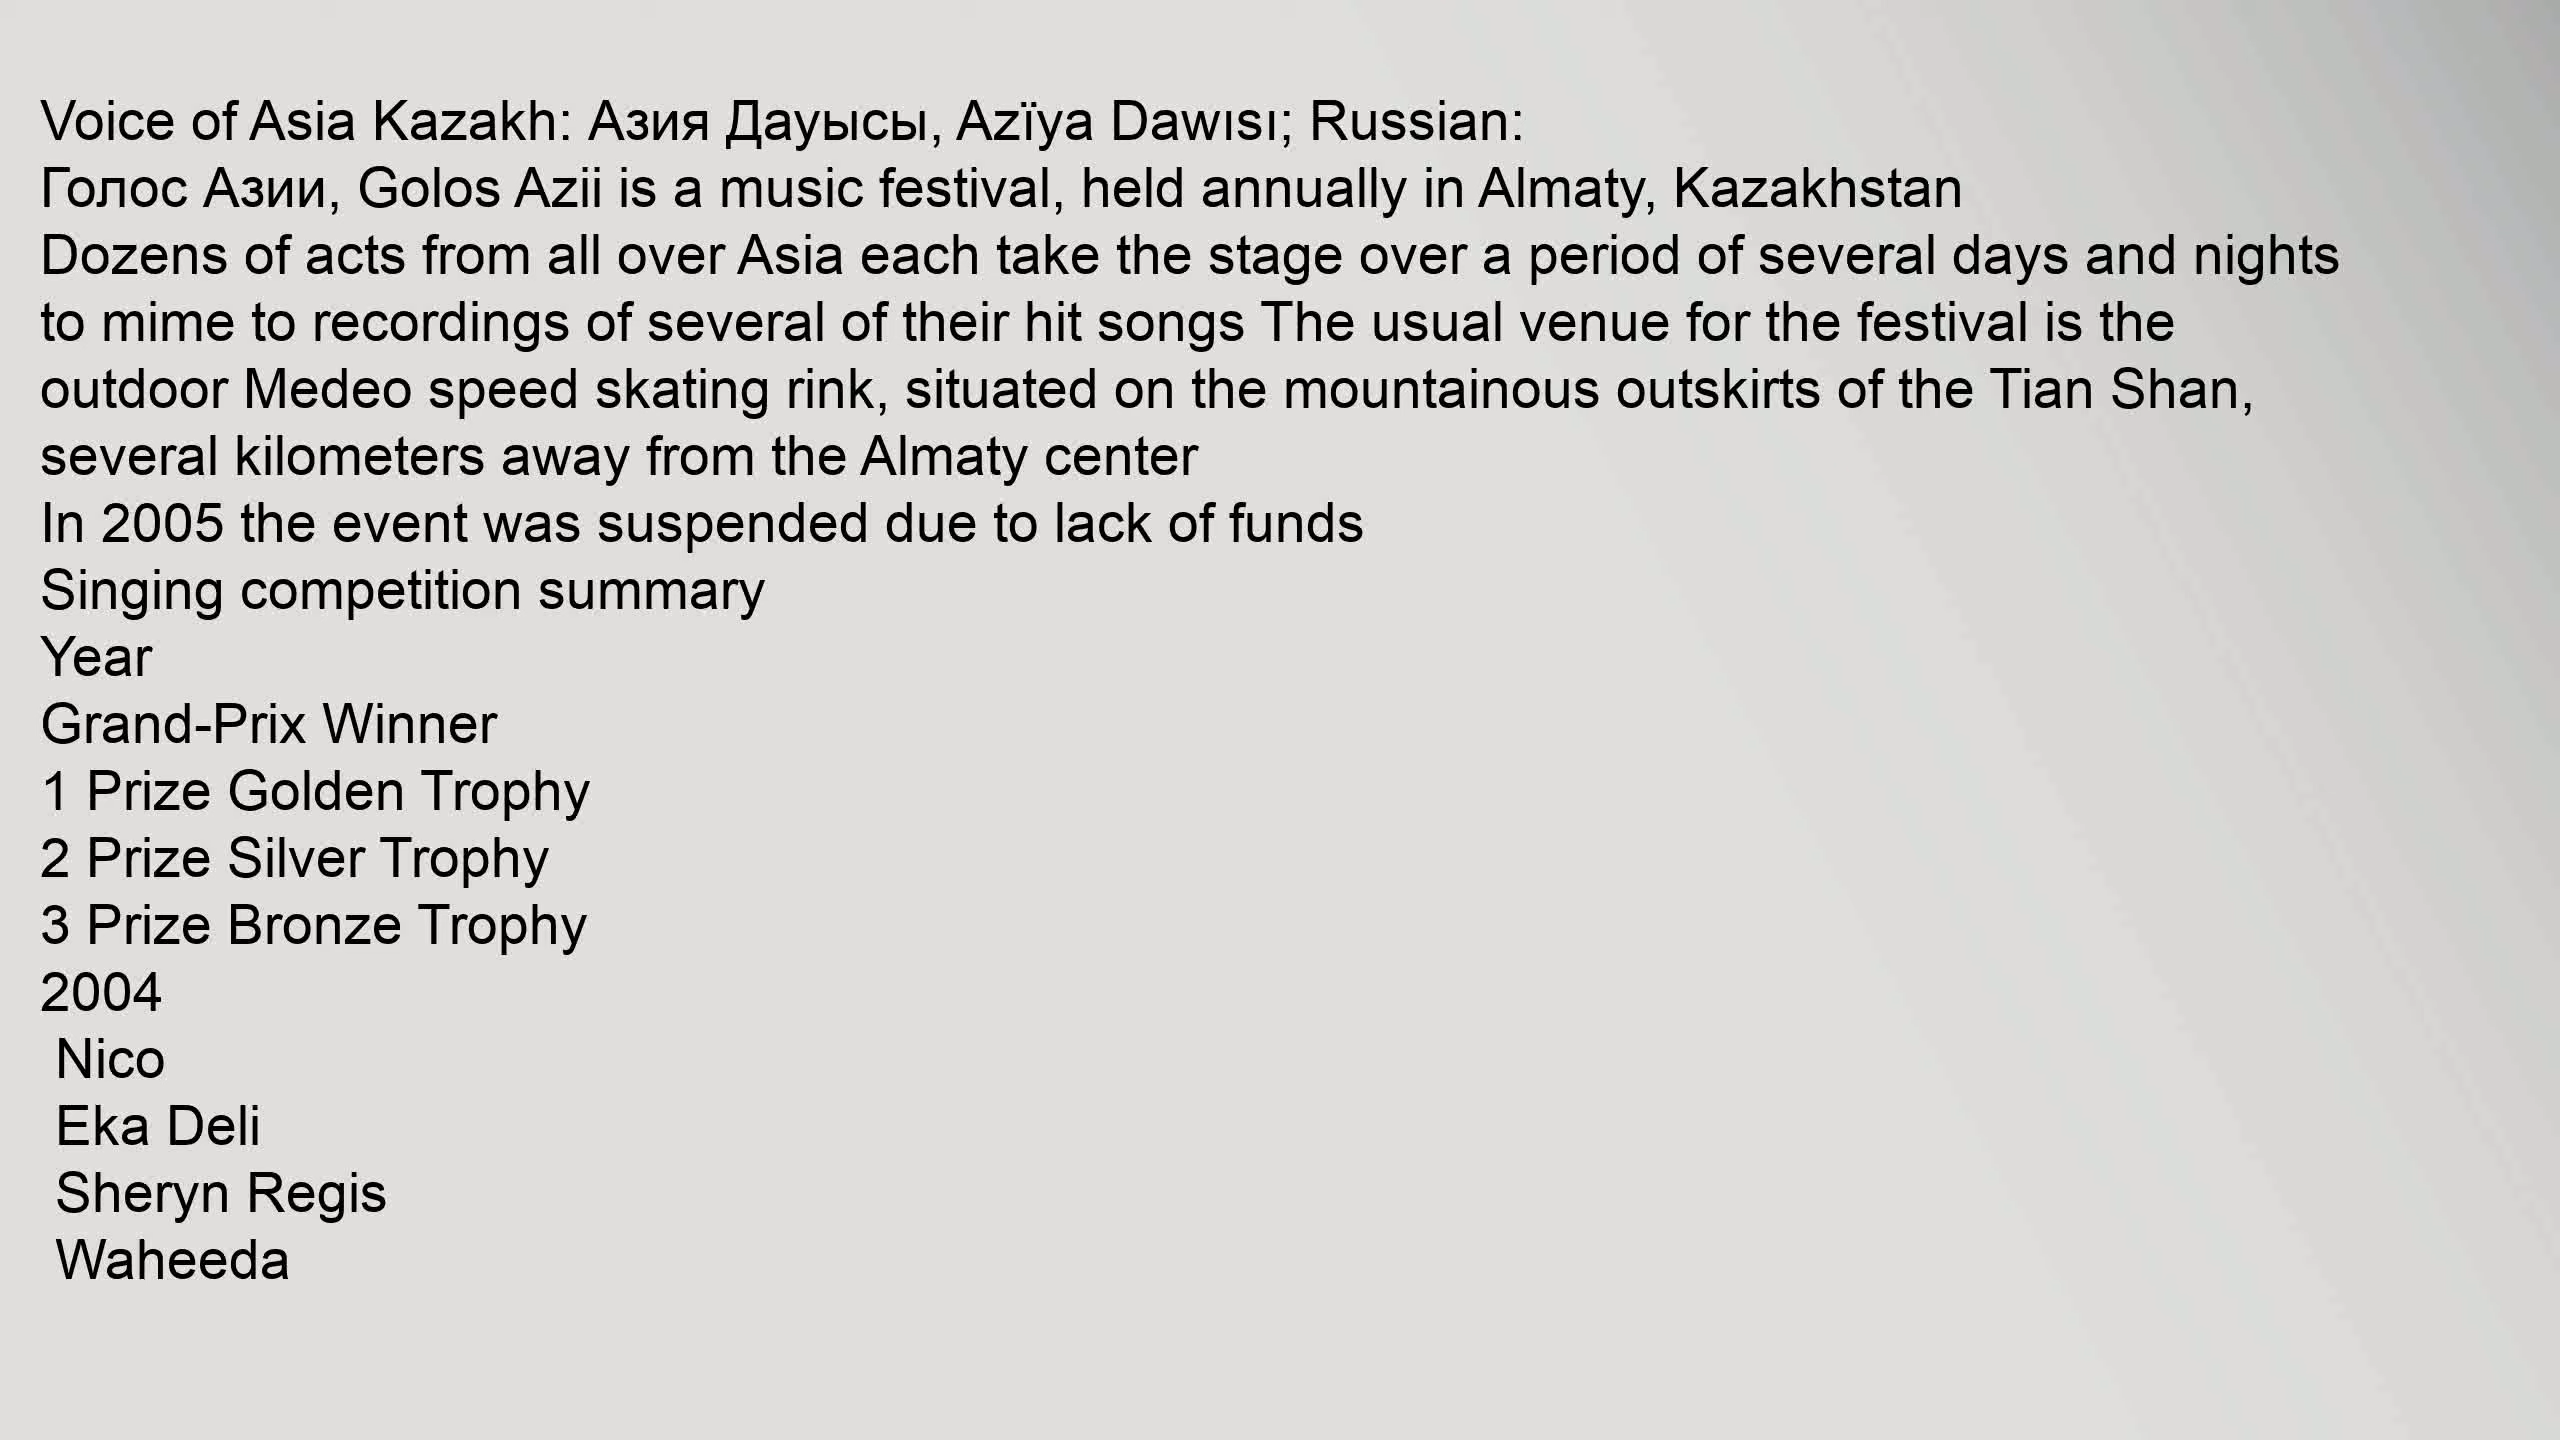 Voice of Asia Kazakh: Азия Дауысы, Azïya Dawısı; Russian:
Голос Азии, Golos Azii is a music festival, held annually in Almaty, Kazakhstan
Dozens of acts from all over Asia each take the stage over a period of several days and nights
to mime to recordings of several of their hit songs The usual venue for the festival is the
outdoor Medeo speed skating rink, situated on the mountainous outskirts of the Tian Shan,
several kilometers away from the Almaty center
In 2005 the event was suspended due to lack of funds
Singing competition summary
Year
Grand-Prix Winner
1 Prize Golden Trophy
2 Prize Silver Trophy
3 Prize Bronze Trophy
2004
Nico
Eka Deli
Sheryn Regis
Waheeda